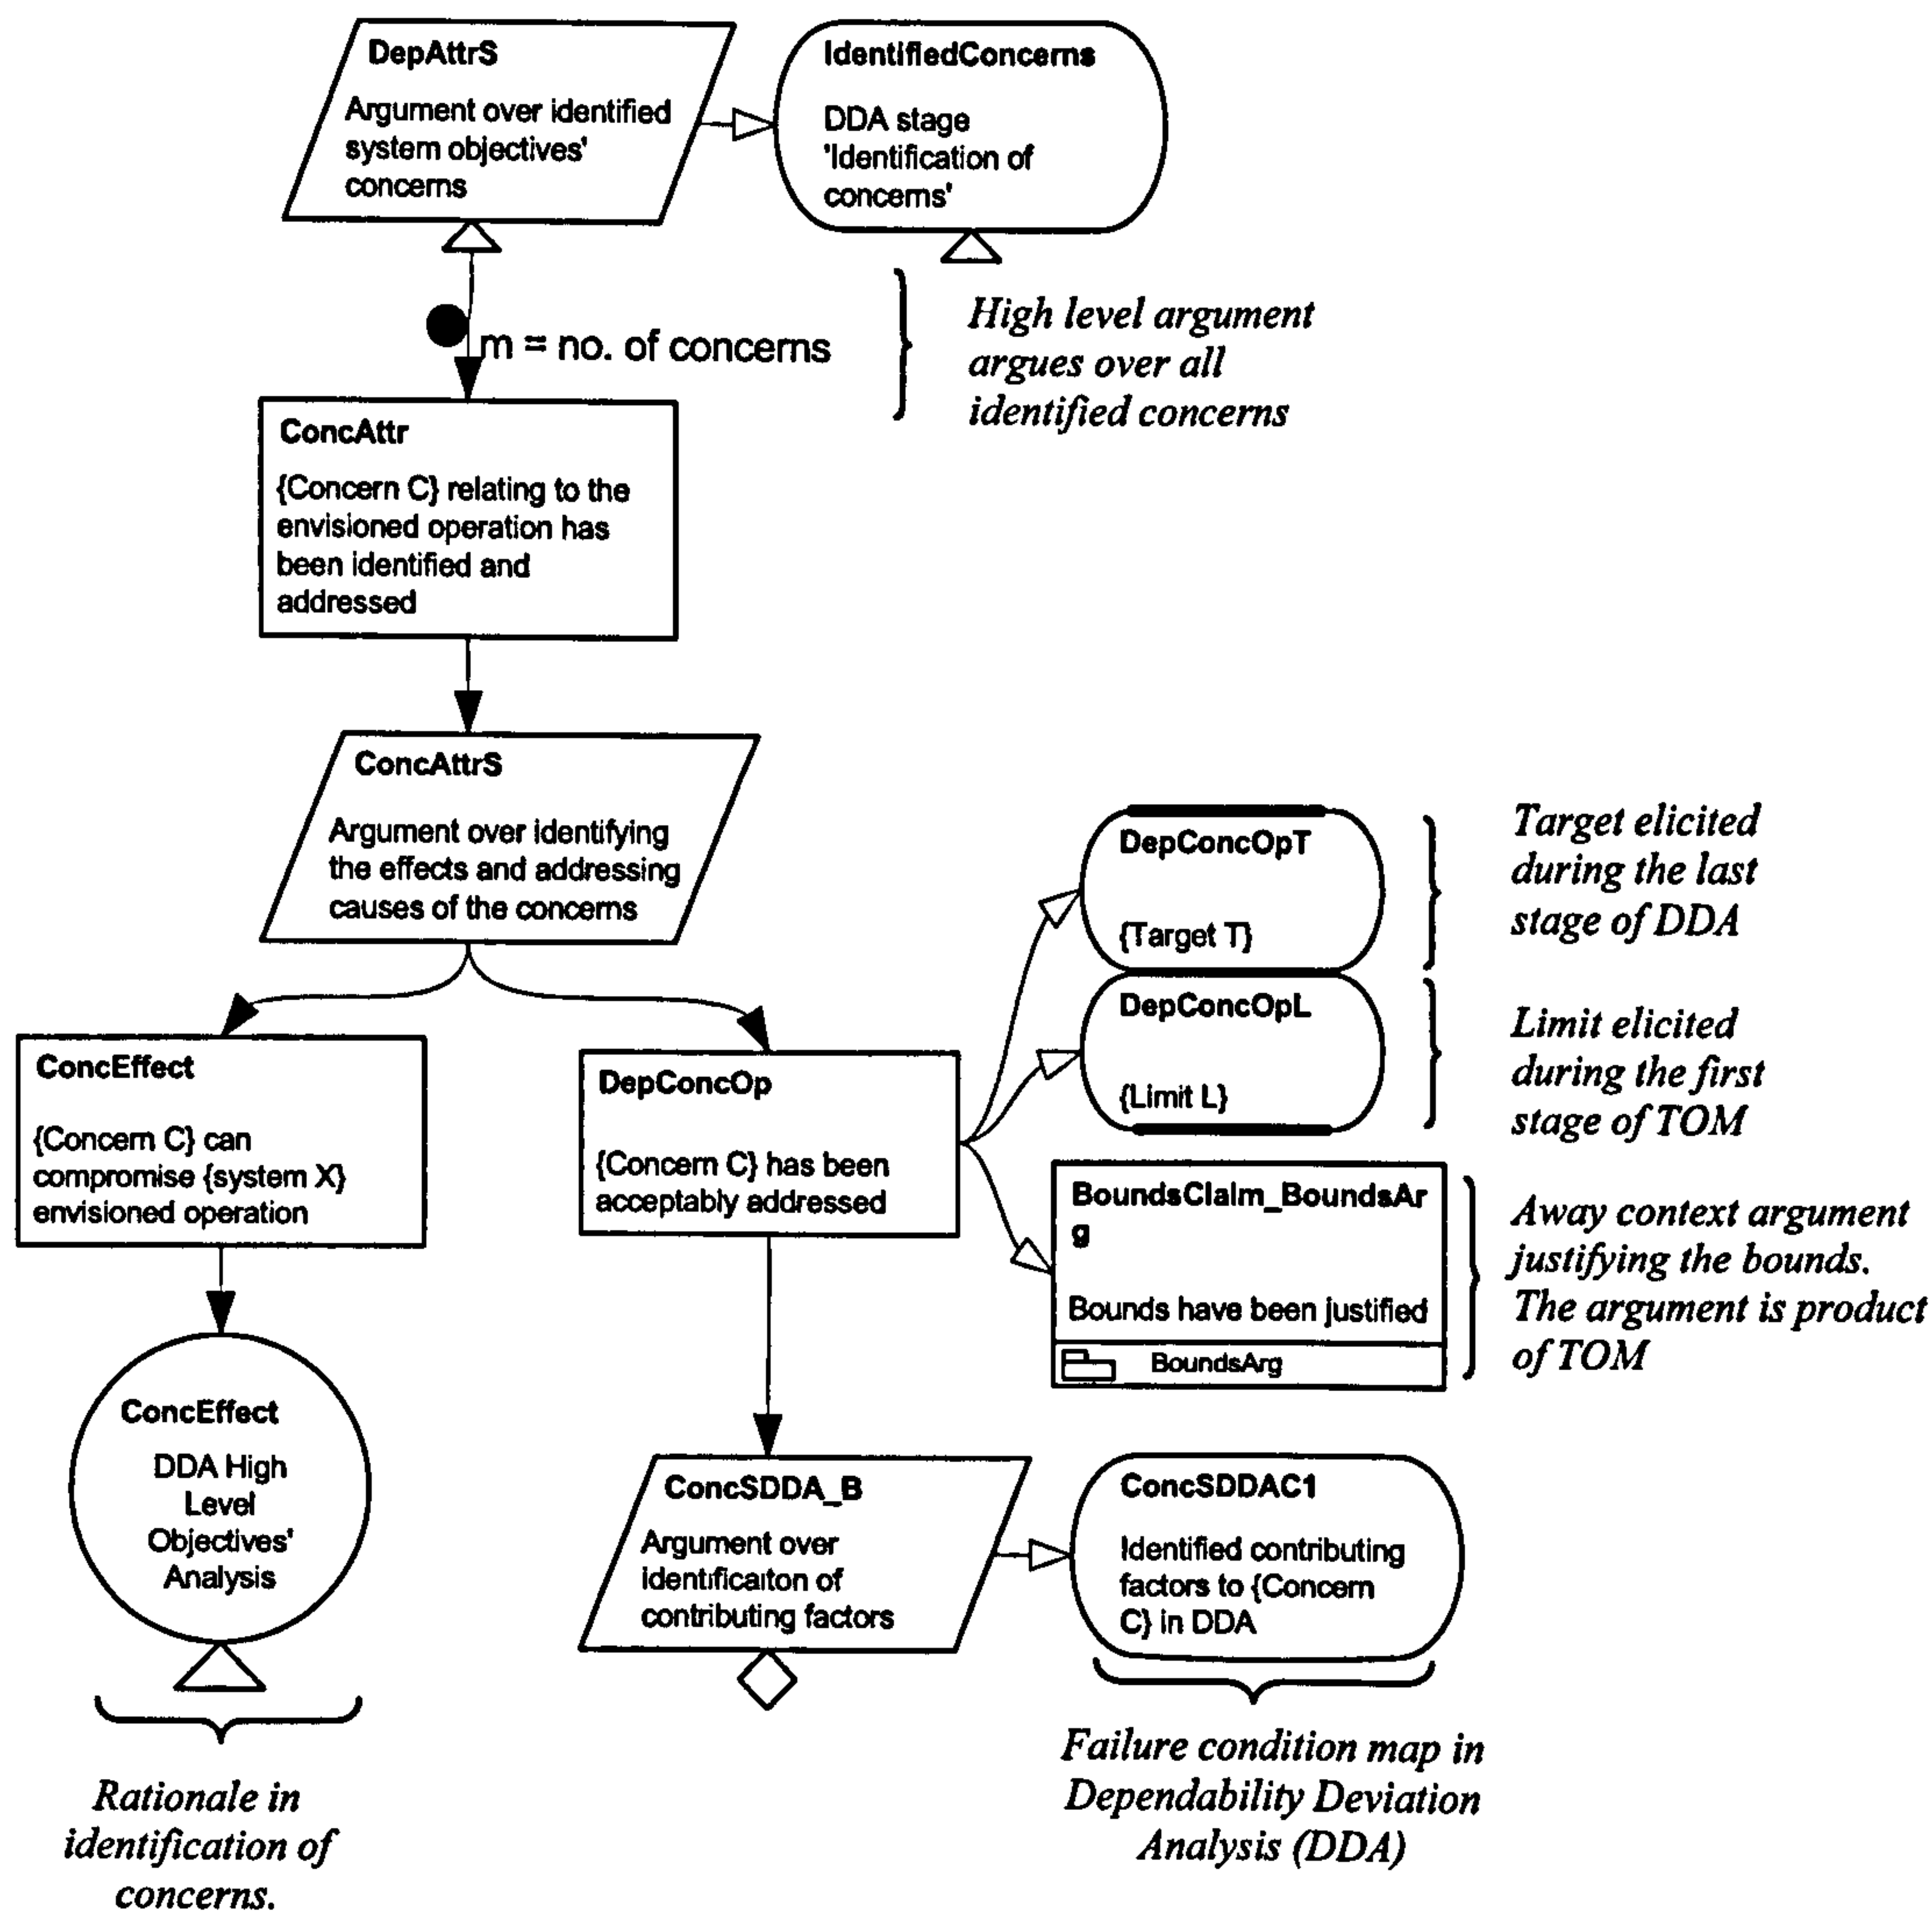 DepAttrS
Argument over identified
system objectives'
concerns
IdentifiedConcerns
DDA stage
'Identification of
concerns'
m = no. of concerns
High level argument
argues over all
identified concerns
ConcAttr
{Concern C} relating to the
envisioned operation has
been identified and
addressed
ConcAttrS
Argument over identifying
the effects and addressing
causes of the concerns
DepConcOpT
{Target T}
Target elicited
during the last
stage of DDA
DepConcOpL
{Limit L}
Limit elicited
during the first
stage of TOM
ConcEffect
{Concern C} can
compromise {system X}
envisioned operation
DepConcOp
{Concern C} has been
acceptably addressed
BoundsClaim_BoundsAr
g
Bounds have been justified
BoundsArg
Away context argument
justifying the bounds.
The argument is product
of TOM
ConcEffect
DDA High
Level
Objectives'
Analysis
ConcSDDA_B
Argument over
identificaiton of
contributing factors
ConcSDDAC1
Identified contributing
factors to {Concern
C} in DDA
Rationale in
identification of
concerns.
Failure condition map in
Dependability Deviation
Analysis (DDA)